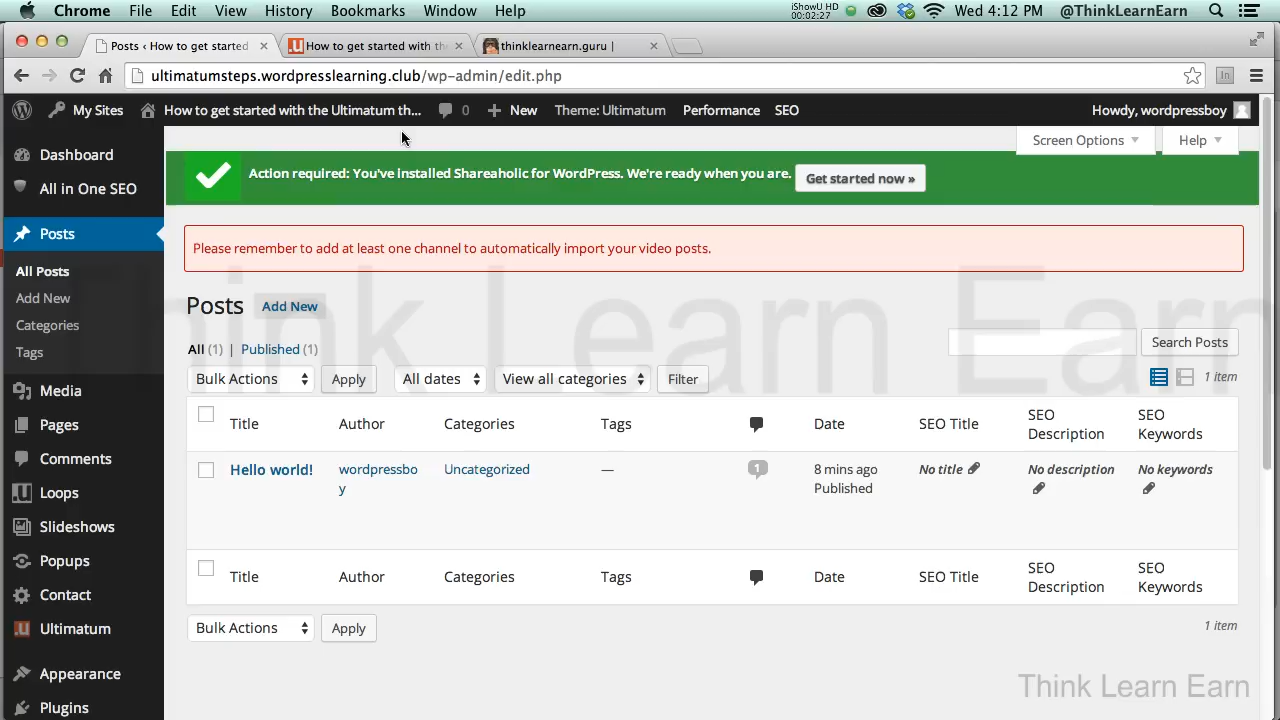 Chrome File Edit View History Bookmarks Window Help iShowU HD 00:02:27 Wed 4:12 PM @ThinkLearnEarn
Posts ‹ How to get started How to get started with the thinklearnearn.guru |
ultimatumsteps.wordpresslearning.club/wp-admin/edit.php
My Sites How to get started with the Ultimatum th... 0 New Theme: Ultimatum Performance SEO Howdy, wordpressboy
Screen Options Help
Dashboard
All in One SEO
Posts
All Posts
Add New
Categories
Tags
Media
Pages
Comments
Loops
Slideshows
Popups
Contact
Ultimatum
Appearance
Plugins
Action required: You've installed Shareaholic for WordPress. We're ready when you are. Get started now »
Please remember to add at least one channel to automatically import your video posts.
Think Learn Earn
Posts Add New
All (1) | Published (1)
Search Posts
Bulk Actions Apply All dates View all categories Filter 1 item
Title Author Categories Tags Date SEO Title SEO Description SEO Keywords
Hello world! wordpressboy Uncategorized — 1 8 mins ago Published No title No description No keywords
Title Author Categories Tags Date SEO Title SEO Description SEO Keywords
Bulk Actions Apply 1 item
Think Learn Earn